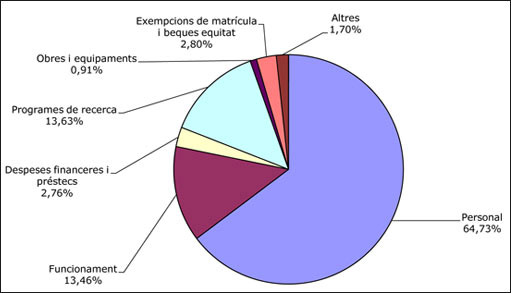 Exempcions de matrícula
i beques equitat
2,80%
Altres
1,70%
Obres i equipaments
0,91%
Programes de recerca
13,63%
Despeses financeres i
préstecs
2,76%
Personal
64,73%
Funcionament
13,46%